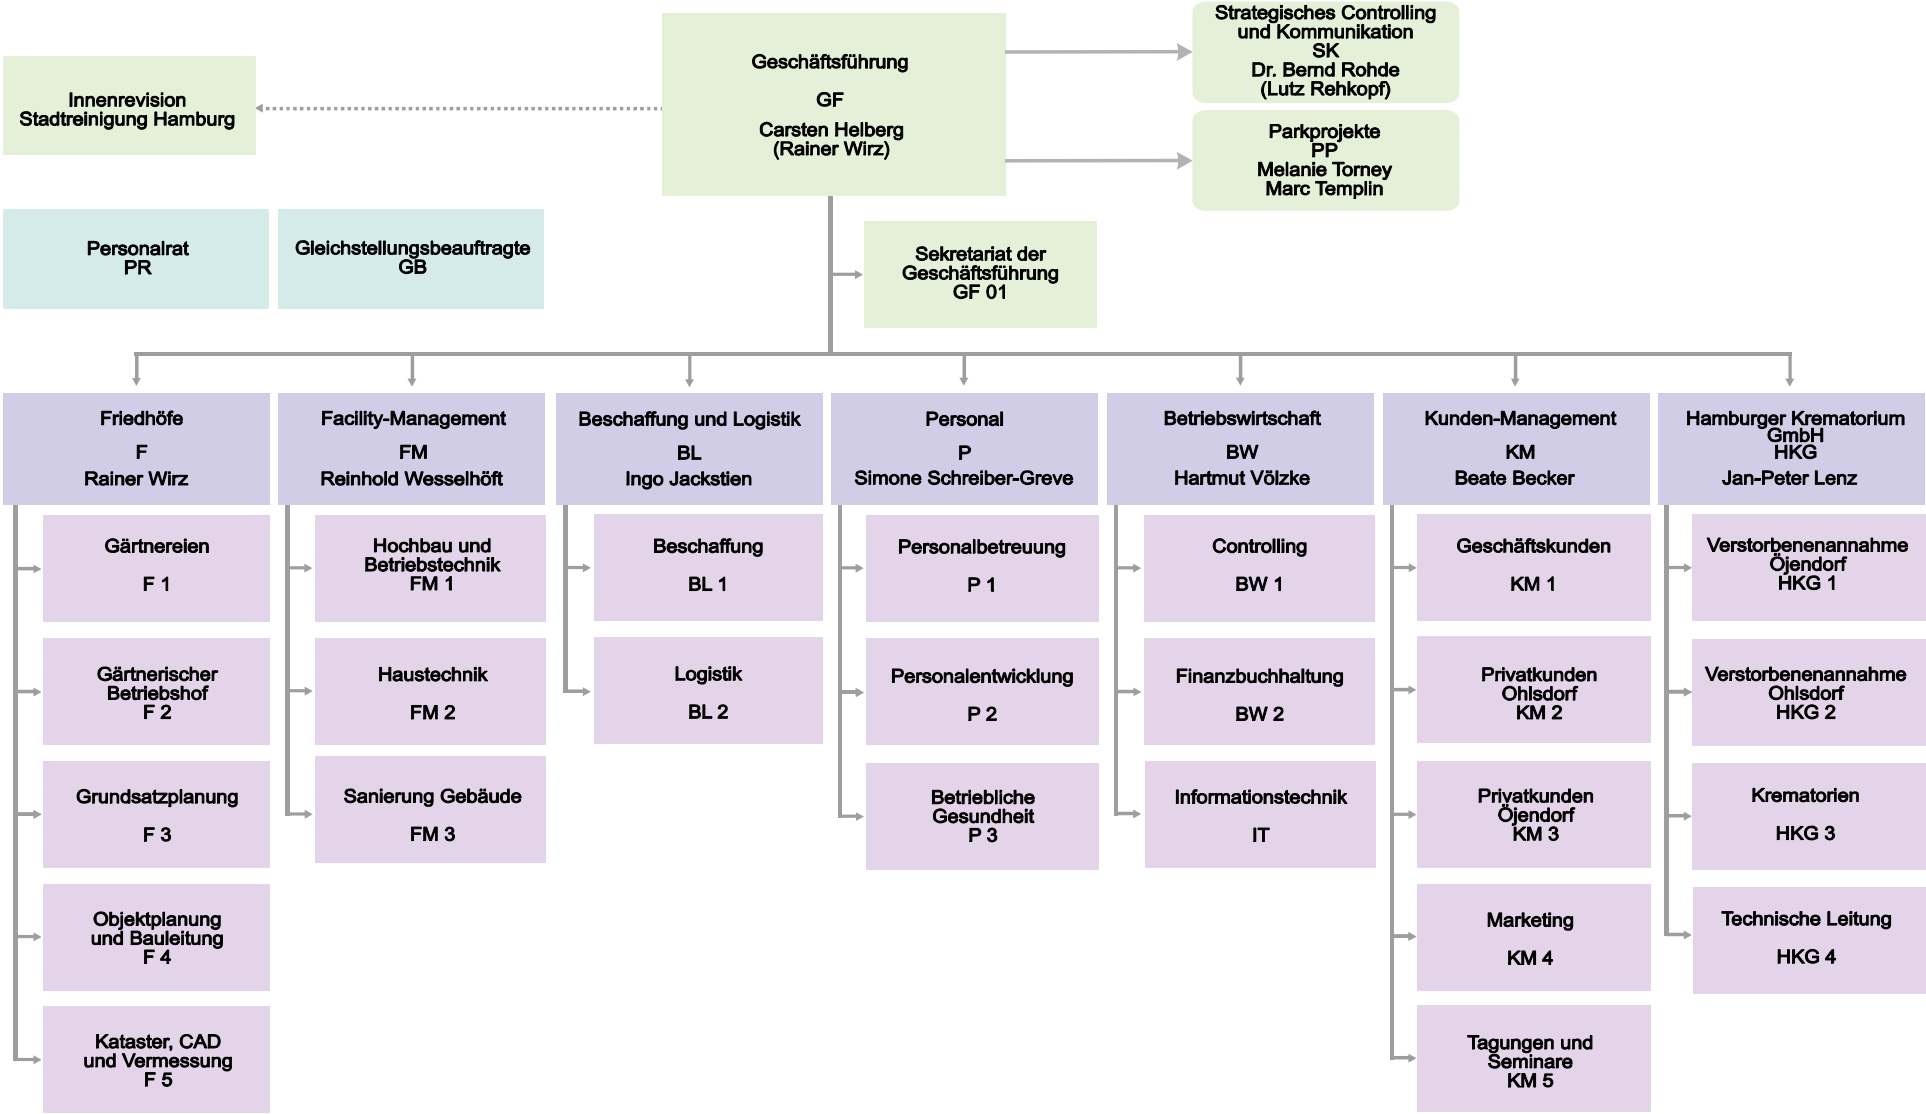 Strategisches Controlling
und Kommunikation
SK
Dr. Bernd Rohde
(Lutz Rehkopf)
Geschäftsführung
GF
Carsten Helberg
(Rainer Wirz)
Innenrevision
Stadtreinigung Hamburg
Parkprojekte
PP
Melanie Torney
Marc Templin
Personalrat
PR
Gleichstellungsbeauftragte
GB
Sekretariat der
Geschäftsführung
GF 01
Friedhöfe
F
Rainer Wirz
Facility-Management
FM
Reinhold Wesselhöft
Beschaffung und Logistik
BL
Ingo Jackstien
Personal
P
Simone Schreiber-Greve
Betriebswirtschaft
BW
Hartmut Völzke
Kunden-Management
KM
Beate Becker
Hamburger Krematorium
GmbH
HKG
Jan-Peter Lenz
Gärtnereien
F 1
Hochbau und
Betriebstechnik
FM 1
Beschaffung
BL 1
Personalbetreuung
P 1
Controlling
BW 1
Geschäftskunden
KM 1
Verstorbenenannahme
Öjendorf
HKG 1
Gärtnerischer
Betriebshof
F 2
Haustechnik
FM 2
Logistik
BL 2
Personalentwicklung
P 2
Finanzbuchhaltung
BW 2
Privatkunden
Ohlsdorf
KM 2
Verstorbenenannahme
Ohlsdorf
HKG 2
Grundsatzplanung
F 3
Sanierung Gebäude
FM 3
Betriebliche
Gesundheit
P 3
Informationstechnik
IT
Privatkunden
Öjendorf
KM 3
Krematorien
HKG 3
Objektplanung
und Bauleitung
F 4
Marketing
KM 4
Technische Leitung
HKG 4
Kataster, CAD
und Vermessung
F 5
Tagungen und
Seminare
KM 5